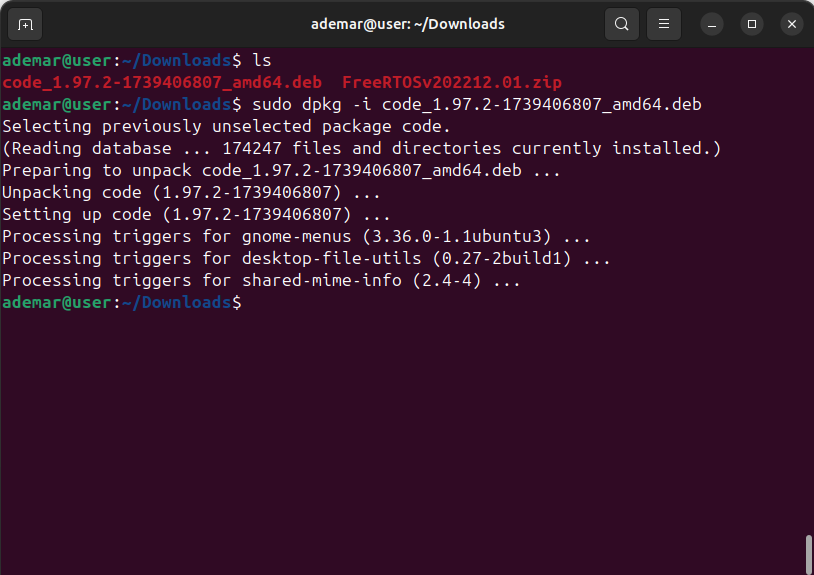 ademar@user: ~/Downloads
ademar@user:~/Downloads$ ls
code_1.97.2-1739406807_amd64.deb  FreeRTOSv202212.01.zip
ademar@user:~/Downloads$ sudo dpkg -i code_1.97.2-1739406807_amd64.deb
Selecting previously unselected package code.
(Reading database ... 174247 files and directories currently installed.)
Preparing to unpack code_1.97.2-1739406807_amd64.deb ...
Unpacking code (1.97.2-1739406807) ...
Setting up code (1.97.2-1739406807) ...
Processing triggers for gnome-menus (3.36.0-1.1ubuntu3) ...
Processing triggers for desktop-file-utils (0.27-2build1) ...
Processing triggers for shared-mime-info (2.4-4) ...
ademar@user:~/Downloads$